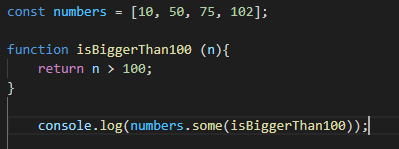 const numbers = [10, 50, 75, 102];
function isBiggerThan100 (n){
return n > 100;
}
console.log(numbers.some(isBiggerThan100));